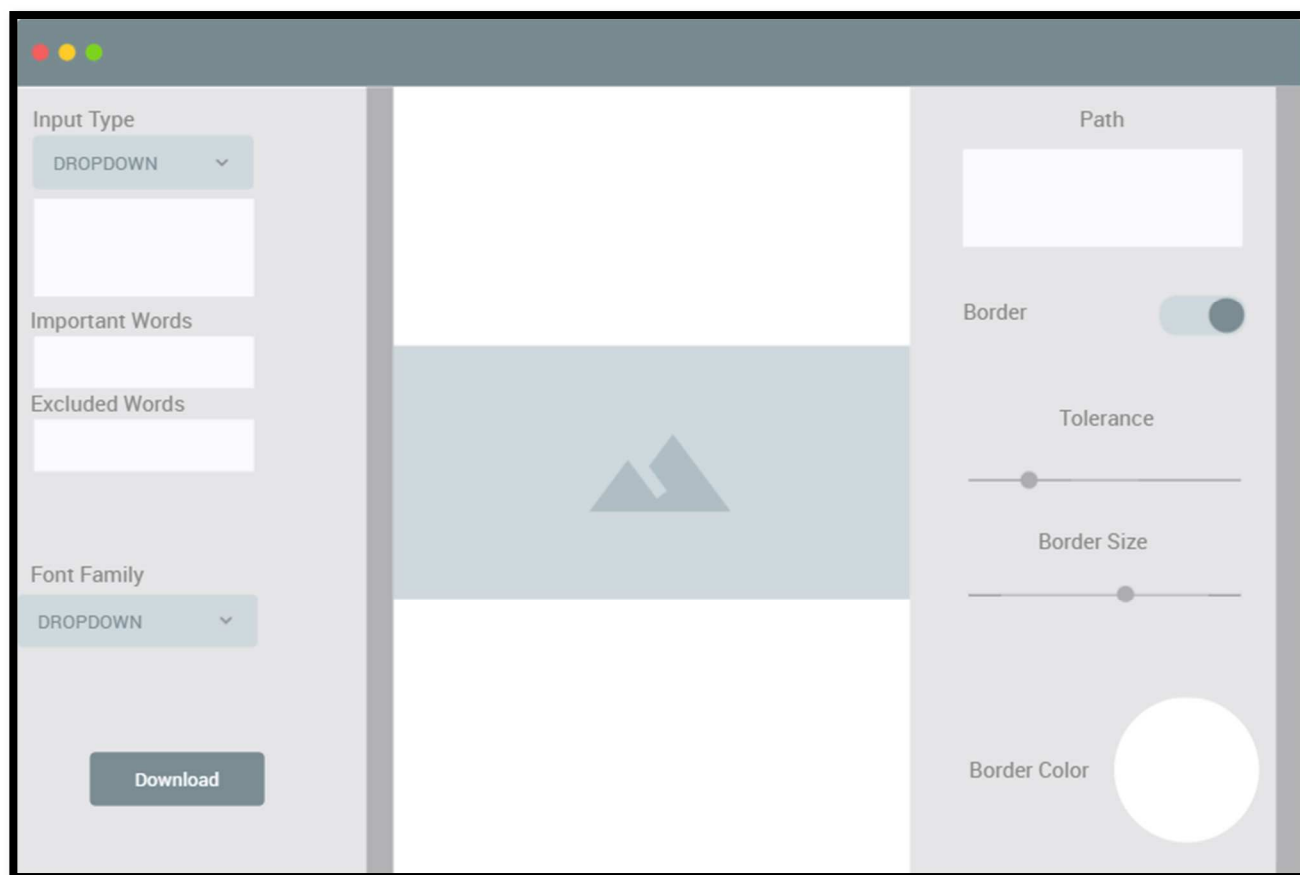 Input Type
DROPDOWN
Important Words
Excluded Words
Font Family
DROPDOWN
Download
Path
Border
Tolerance
Border Size
Border Color